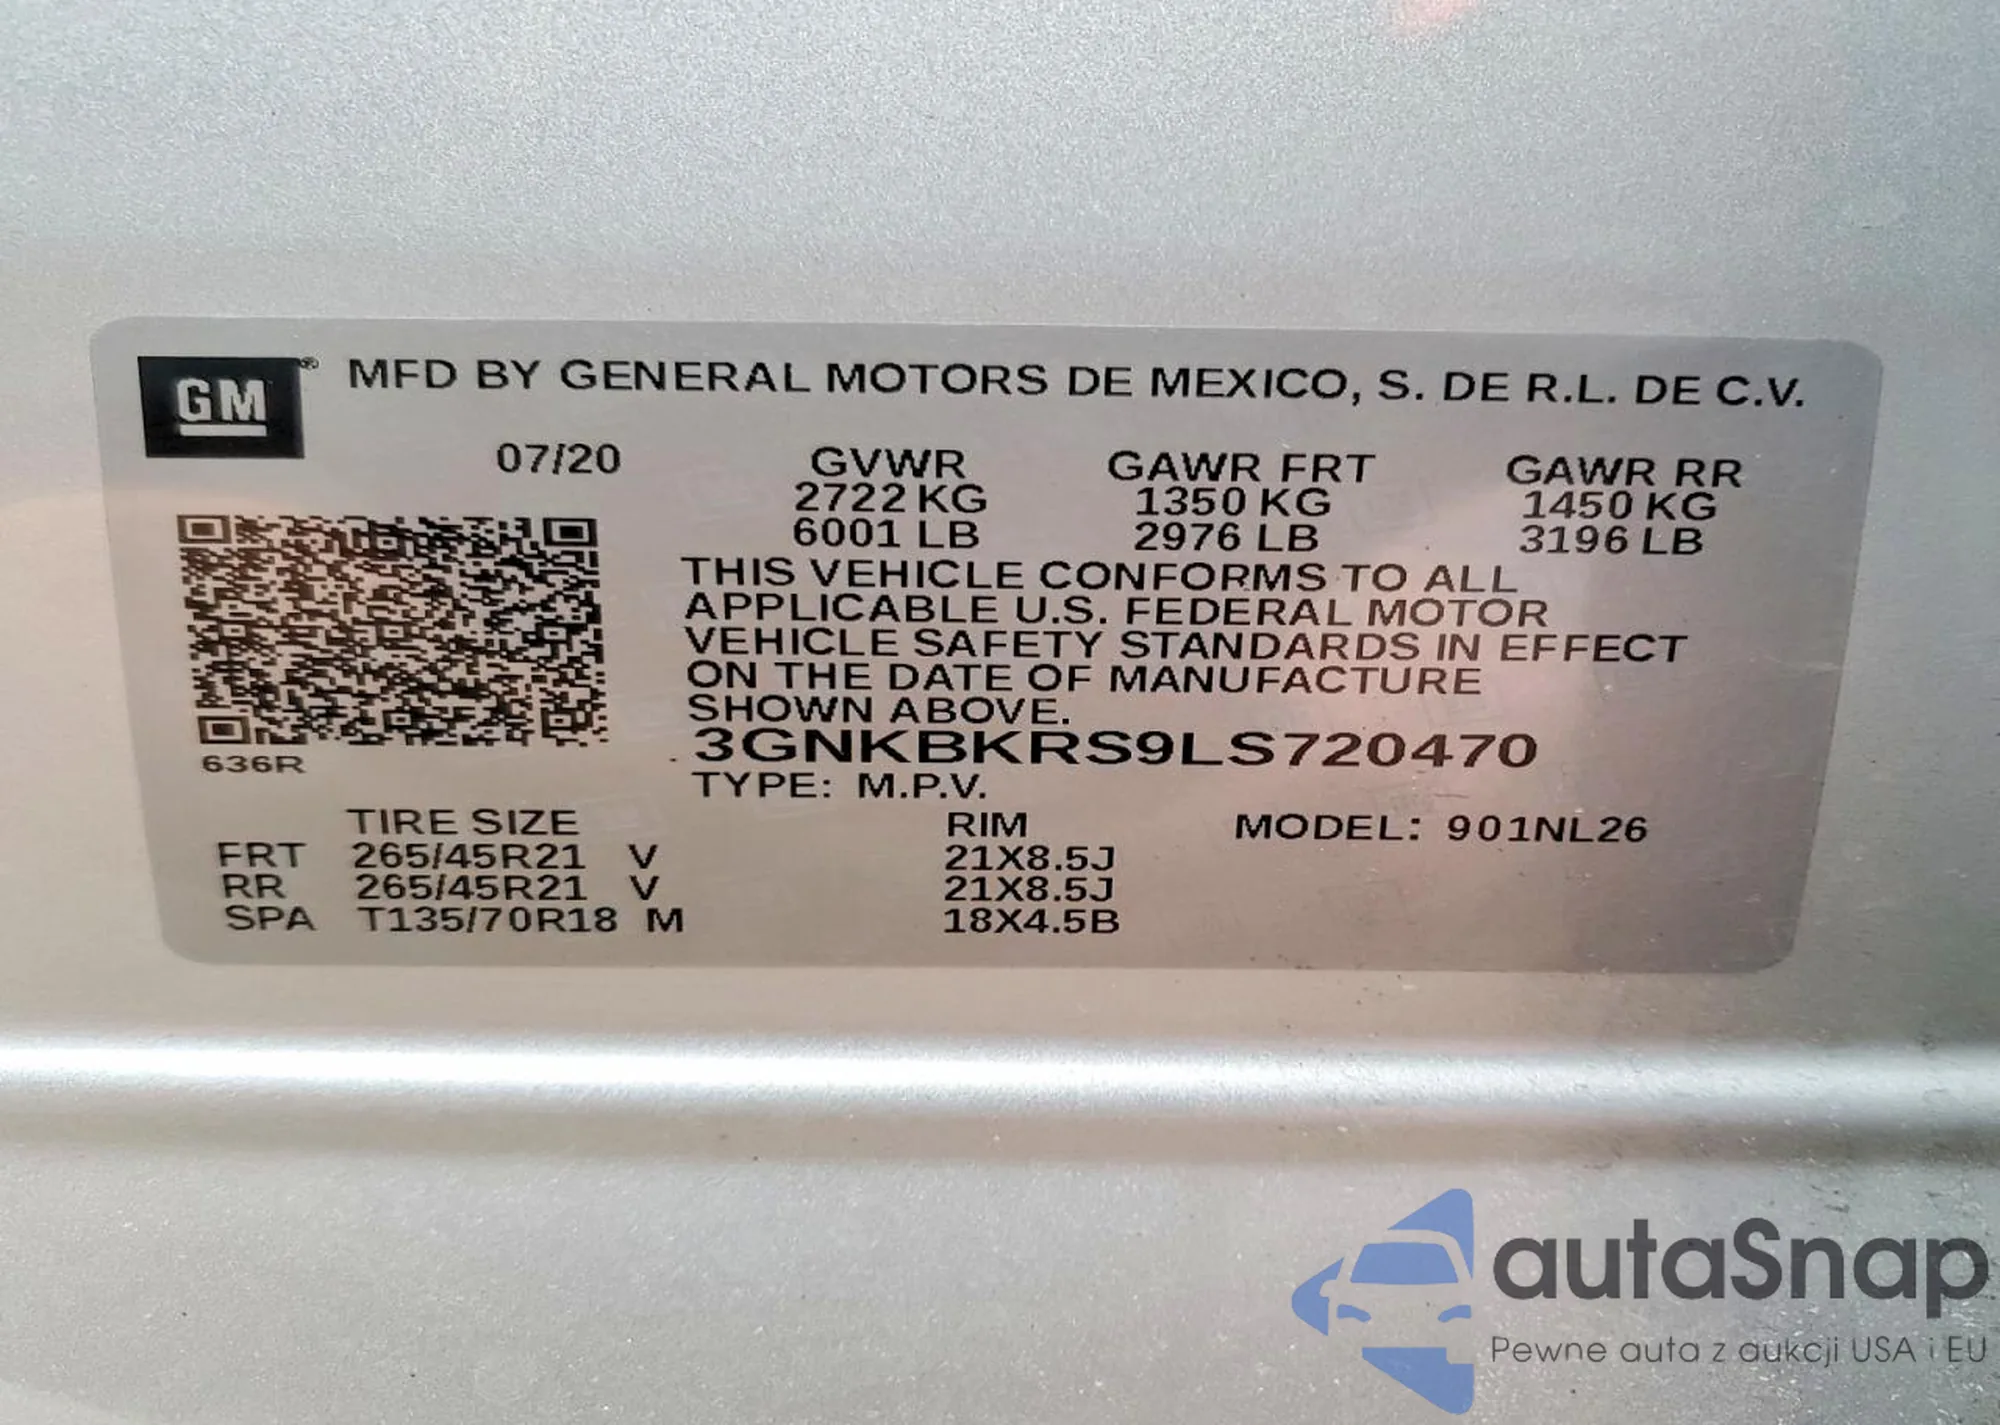 GM® MFD BY GENERAL MOTORS DE MEXICO, S. DE R.L. DE C.V.
07/20 GVWR GAWR FRT GAWR RR
2722 KG 1350 KG 1450 KG
6001 LB 2976 LB 3196 LB
THIS VEHICLE CONFORMS TO ALL
APPLICABLE U.S. FEDERAL MOTOR
VEHICLE SAFETY STANDARDS IN EFFECT
ON THE DATE OF MANUFACTURE
SHOWN ABOVE.
3GNKBKRS9LS720470
636R
TYPE: M.P.V.
TIRE SIZE RIM MODEL: 901NL26
FRT 265/45R21 V 21X8.5J
RR 265/45R21 V 21X8.5J
SPA T135/70R18 M 18X4.5B
autaSnap
Pewne auta z aukcji USA i EU